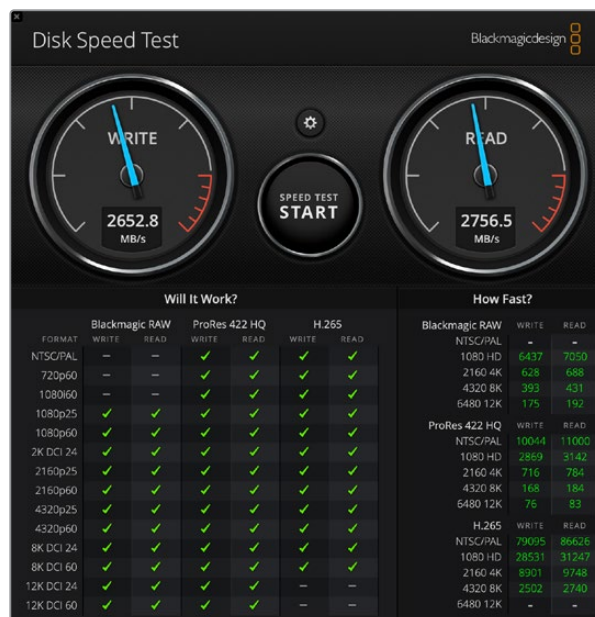 Disk Speed Test
Blackmagicdesign
WRITE
2652.8
MB/s
SPEED TEST
START
READ
2756.5
MB/s
Will It Work?
Blackmagic RAW ProRes 422 HQ H.265
FORMAT WRITE READ WRITE READ WRITE READ
NTSC/PAL — — ✓ ✓ ✓ ✓
720p60 — — ✓ ✓ ✓ ✓
1080i60 — — ✓ ✓ ✓ ✓
1080p25 ✓ ✓ ✓ ✓ ✓ ✓
1080p60 ✓ ✓ ✓ ✓ ✓ ✓
2K DCI 24 ✓ ✓ ✓ ✓ ✓ ✓
2160p25 ✓ ✓ ✓ ✓ ✓ ✓
2160p60 ✓ ✓ ✓ ✓ ✓ ✓
4320p25 ✓ ✓ ✓ ✓ ✓ ✓
4320p60 ✓ ✓ ✓ ✓ ✓ ✓
8K DCI 24 ✓ ✓ ✓ ✓ ✓ ✓
8K DCI 60 ✓ ✓ ✓ ✓ ✓ ✓
12K DCI 24 ✓ ✓ ✓ ✓ — —
12K DCI 60 ✓ ✓ ✓ ✓ — —
How Fast?
Blackmagic RAW WRITE READ
NTSC/PAL - -
1080 HD 6437 7050
2160 4K 628 688
4320 8K 393 431
6480 12K 175 192
ProRes 422 HQ WRITE READ
NTSC/PAL 10044 11000
1080 HD 2869 3142
2160 4K 716 784
4320 8K 168 184
6480 12K 76 83
H.265 WRITE READ
NTSC/PAL 79095 86626
1080 HD 28531 31247
2160 4K 8901 9748
4320 8K 2502 2740
6480 12K - -